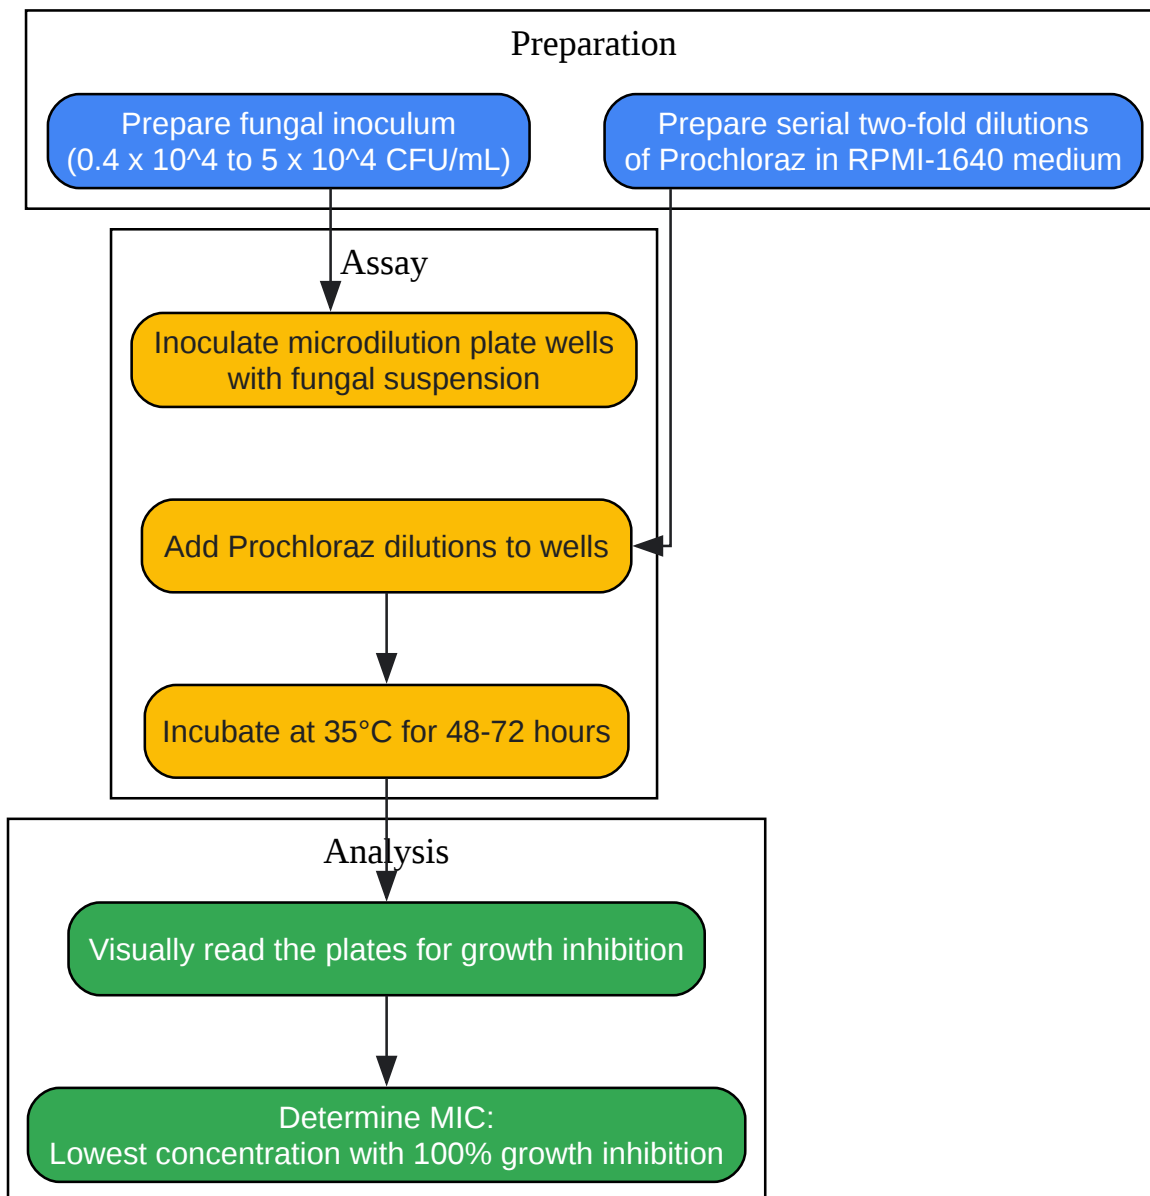 Preparation
Prepare fungal inoculum
(0.4 x 10^4 to 5 x 10^4 CFU/mL)
Prepare serial two-fold dilutions
of Prochloraz in RPMI-1640 medium
Assay
Inoculate microdilution plate wells
with fungal suspension
Add Prochloraz dilutions to wells
Incubate at 35°C for 48-72 hours
Analysis
Visually read the plates for growth inhibition
Determine MIC:
Lowest concentration with 100% growth inhibition